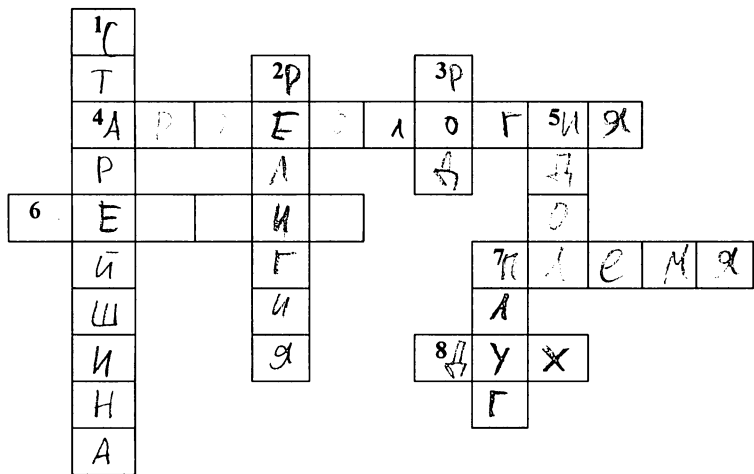 1С
Т 2Р 3Р
4А Р Е О л О Г 5И Я
Р Л Д Д
6 Е И О
Й Г 7П Л е М Я
Ш И Л
И Я 8Д У Х
Н Г
А